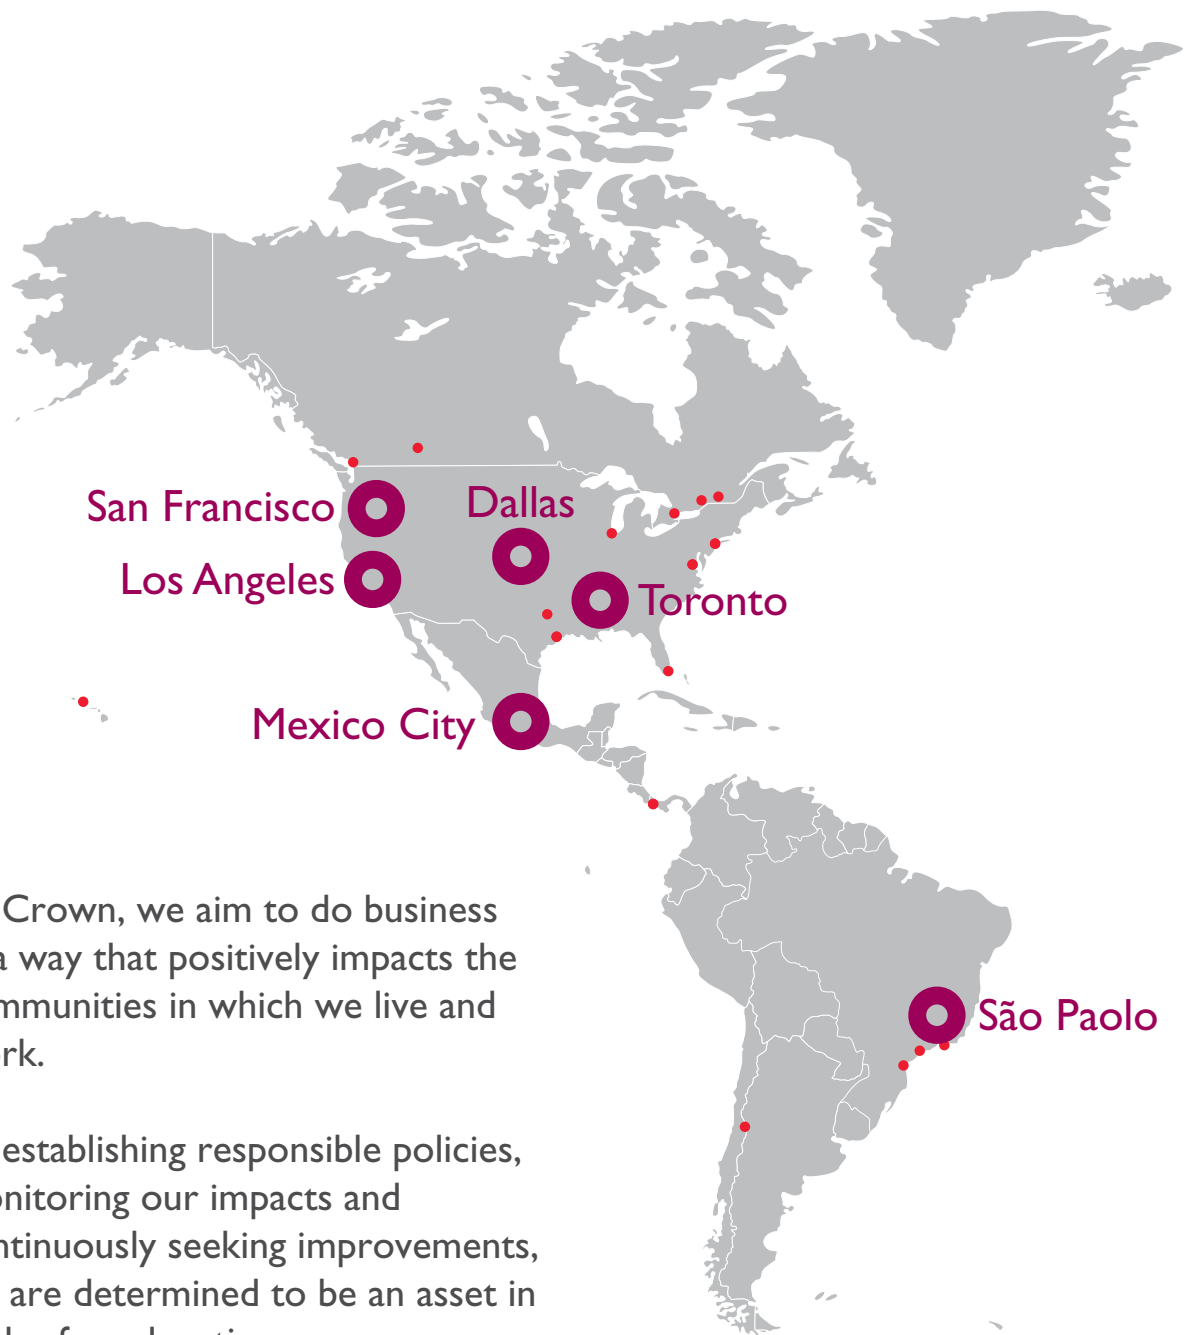 San Francisco
Dallas
Los Angeles
Toronto
Mexico City
São Paolo
Crown, we aim to do business
a way that positively impacts the
mmunities in which we live and
rk.
establishing responsible policies,
nitoring our impacts and
ntinuously seeking improvements,
are determined to be an asset in